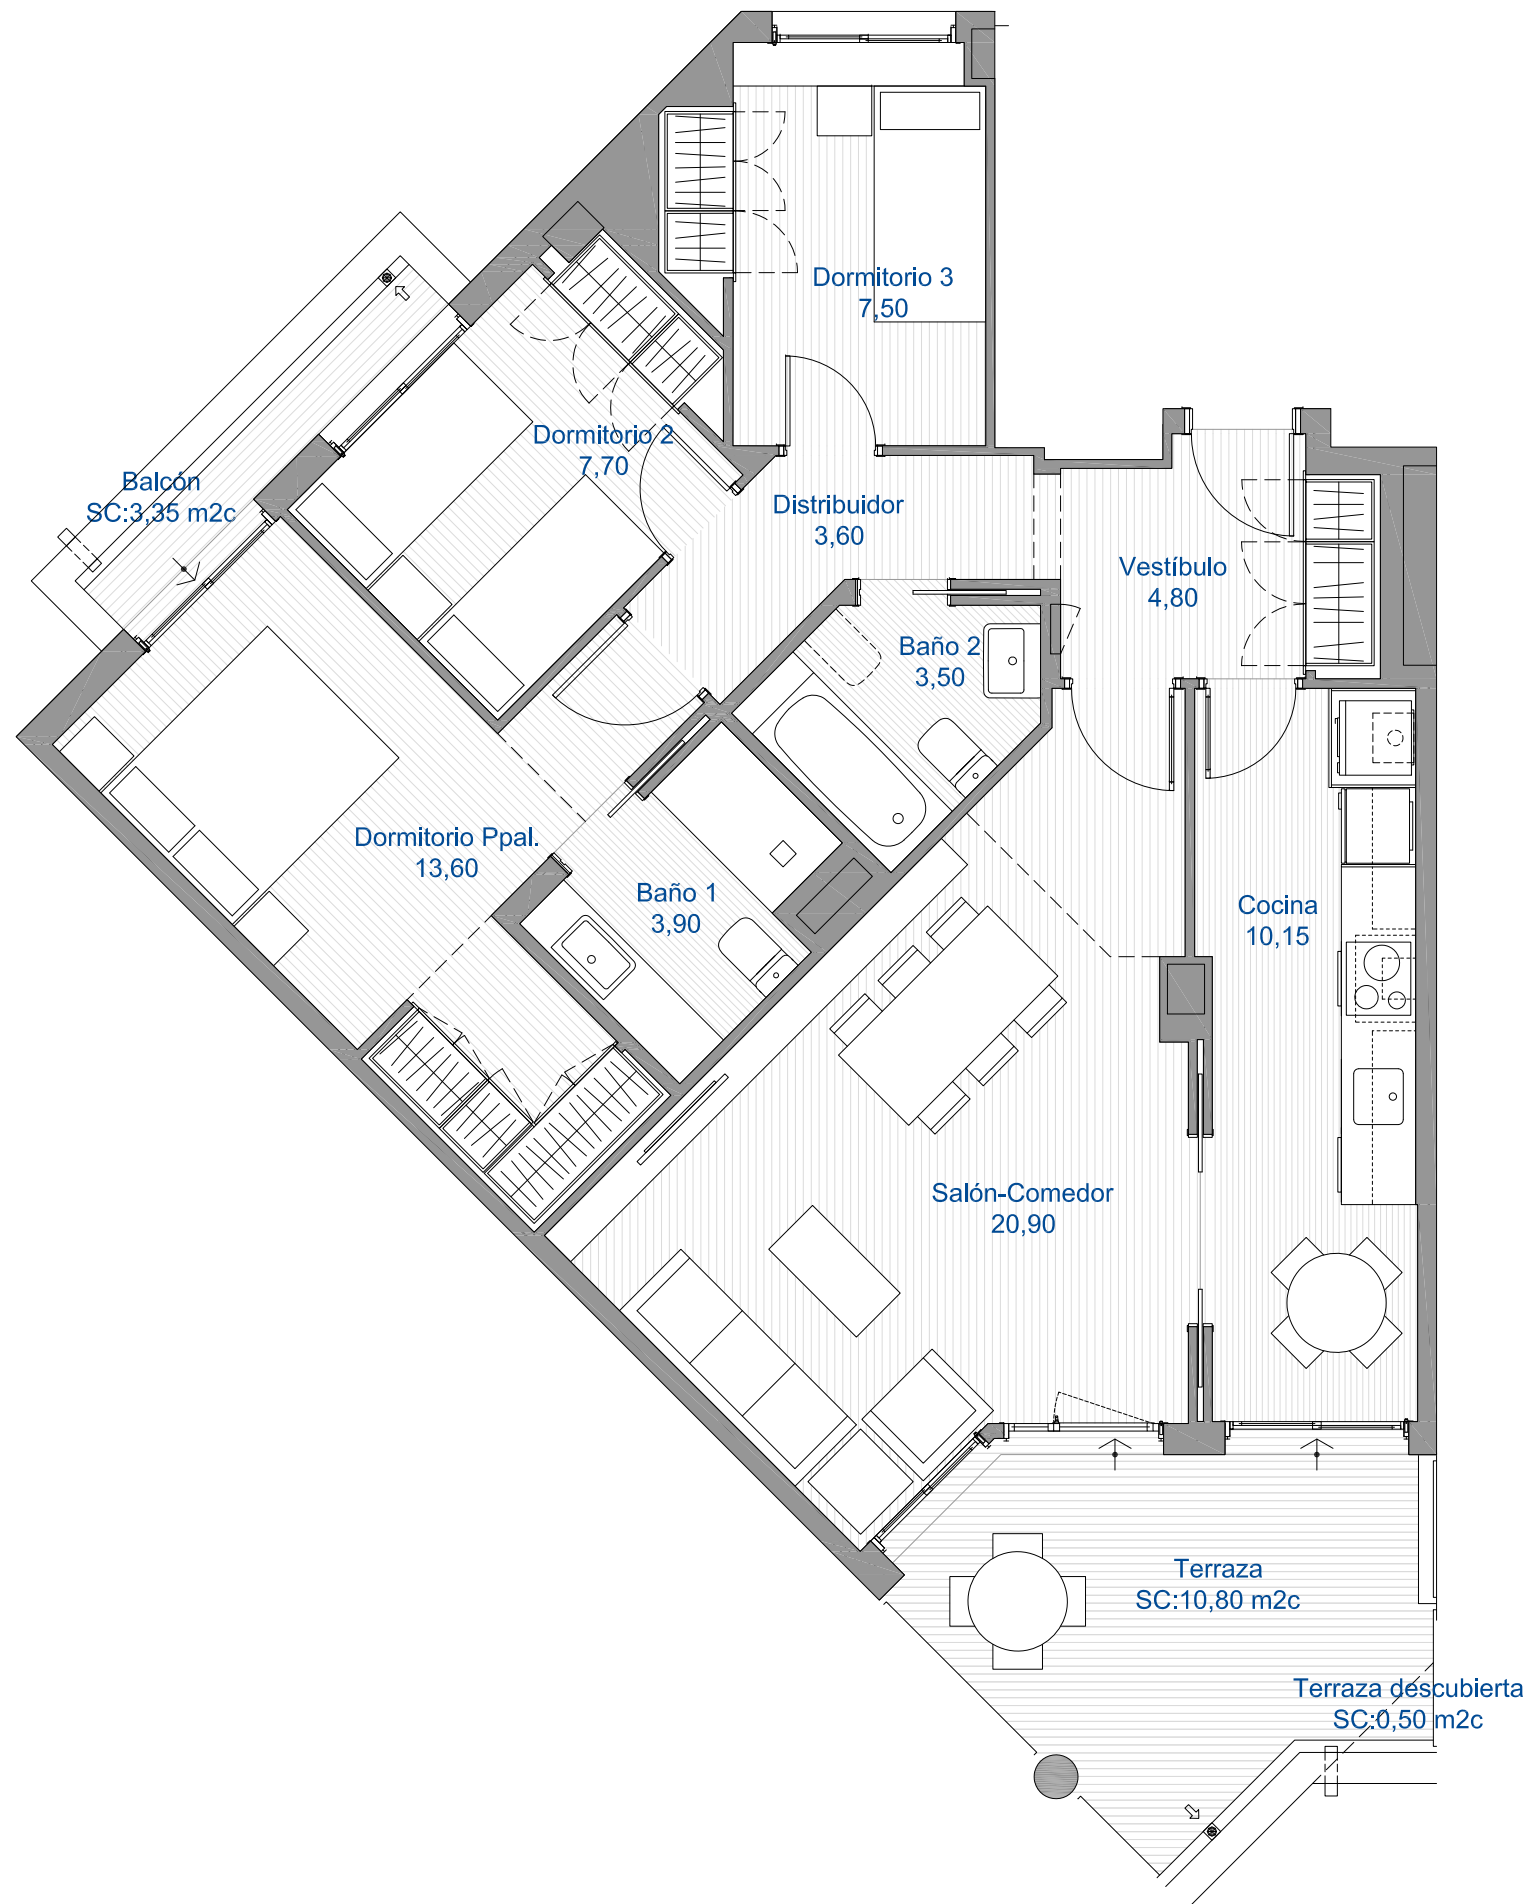 Dormitorio 3
7,50
Dormitorio 2
7,70
Balcón
SC:3,35 m2c
Distribuidor
3,60
Vestíbulo
4,80
Baño 2
3,50
Dormitorio Ppal.
13,60
Baño 1
3,90
Cocina
10,15
Salón-Comedor
20,90
Terraza
SC:10,80 m2c
Terraza descubierta
SC:0,50 m2c